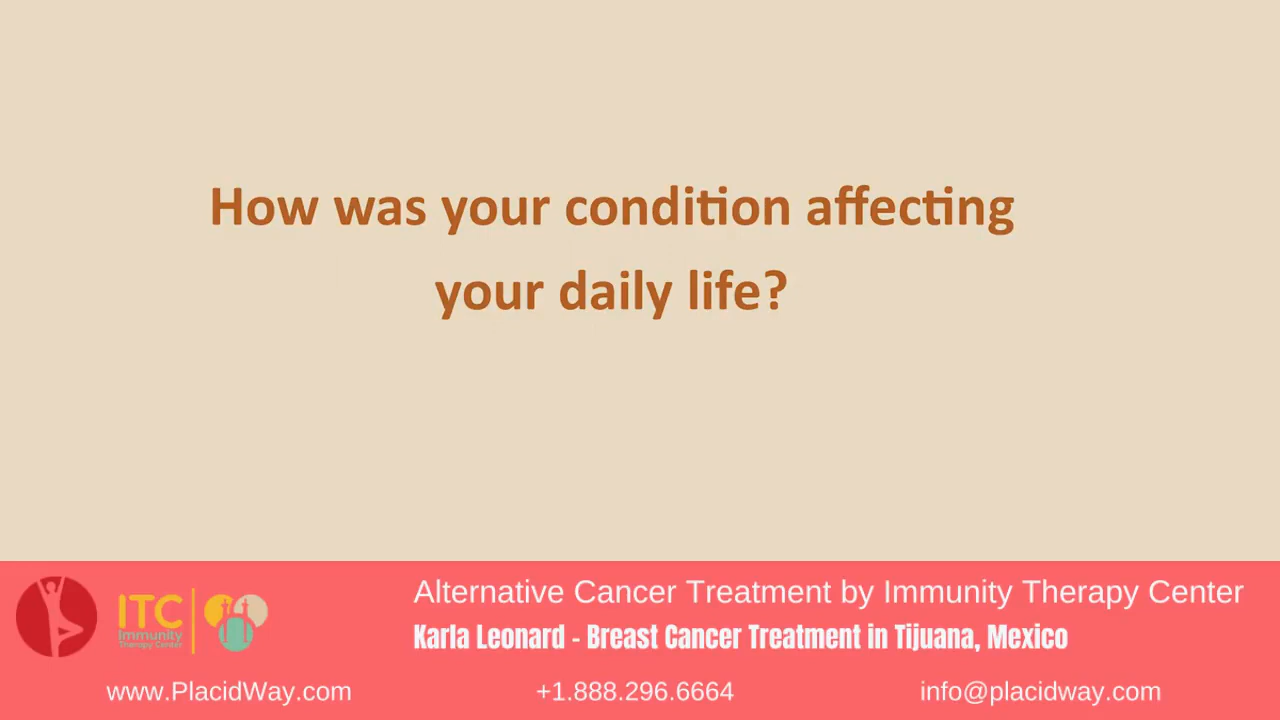 How was your condition affecting
your daily life?
ITC
Immunity
Therapy Center
Alternative Cancer Treatment by Immunity Therapy Center
Karla Leonard - Breast Cancer Treatment in Tijuana, Mexico
www.PlacidWay.com
+1.888.296.6664
info@placidway.com